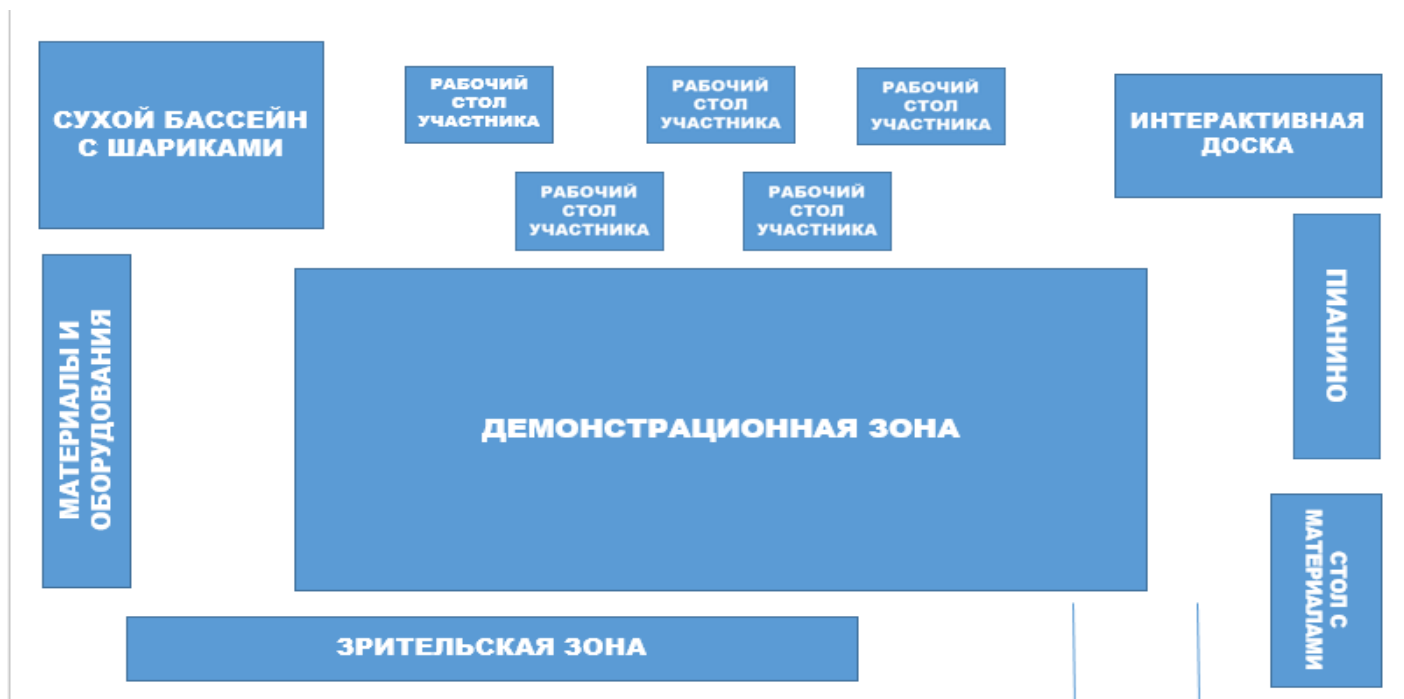 СУХОЙ БАССЕЙН
С ШАРИКАМИ
РАБОЧИЙ
СТОЛ
УЧАСТНИКА
РАБОЧИЙ
СТОЛ
УЧАСТНИКА
РАБОЧИЙ
СТОЛ
УЧАСТНИКА
ИНТЕРАКТИВНАЯ
ДОСКА
РАБОЧИЙ
СТОЛ
УЧАСТНИКА
РАБОЧИЙ
СТОЛ
УЧАСТНИКА
МАТЕРИАЛЫ И
ОБОРУДОВАНИЯ
ДЕМОНСТРАЦИОННАЯ ЗОНА
ПИАНИНО
СТОЛ С
МАТЕРИАЛАМИ
ЗРИТЕЛЬСКАЯ ЗОНА